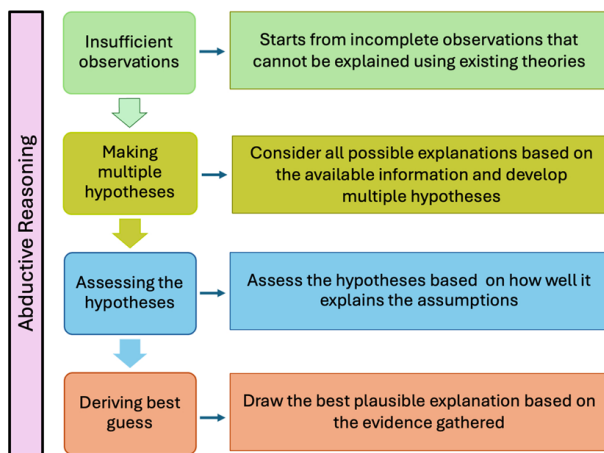 Abductive Reasoning
Insufficient
observations
Starts from incomplete observations that
cannot be explained using existing theories
Making
multiple
hypotheses
Consider all possible explanations based on
the available information and develop
multiple hypotheses
Assessing the
hypotheses
Assess the hypotheses based on how well it
explains the assumptions
Deriving best
guess
Draw the best plausible explanation based on
the evidence gathered